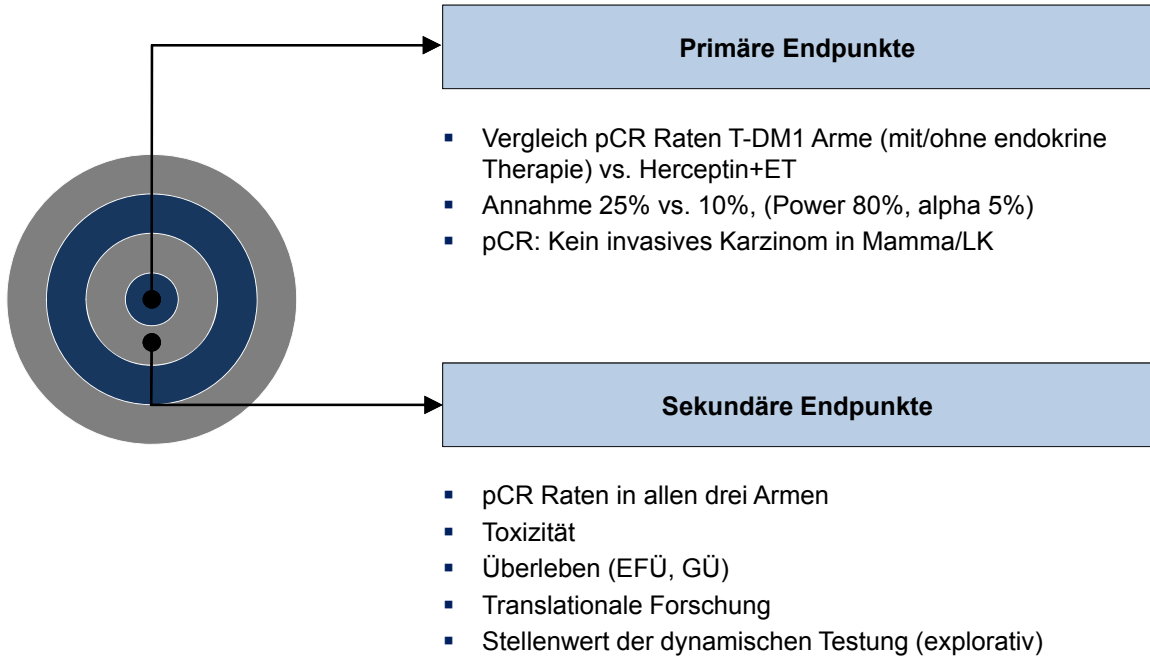 Primäre Endpunkte
▪ Vergleich pCR Raten T-DM1 Arme (mit/ohne endokrine
Therapie) vs. Herceptin+ET
▪ Annahme 25% vs. 10%, (Power 80%, alpha 5%)
▪ pCR: Kein invasives Karzinom in Mamma/LK
Sekundäre Endpunkte
▪ pCR Raten in allen drei Armen
▪ Toxizität
▪ Überleben (EFÜ, GÜ)
▪ Translationale Forschung
▪ Stellenwert der dynamischen Testung (explorativ)